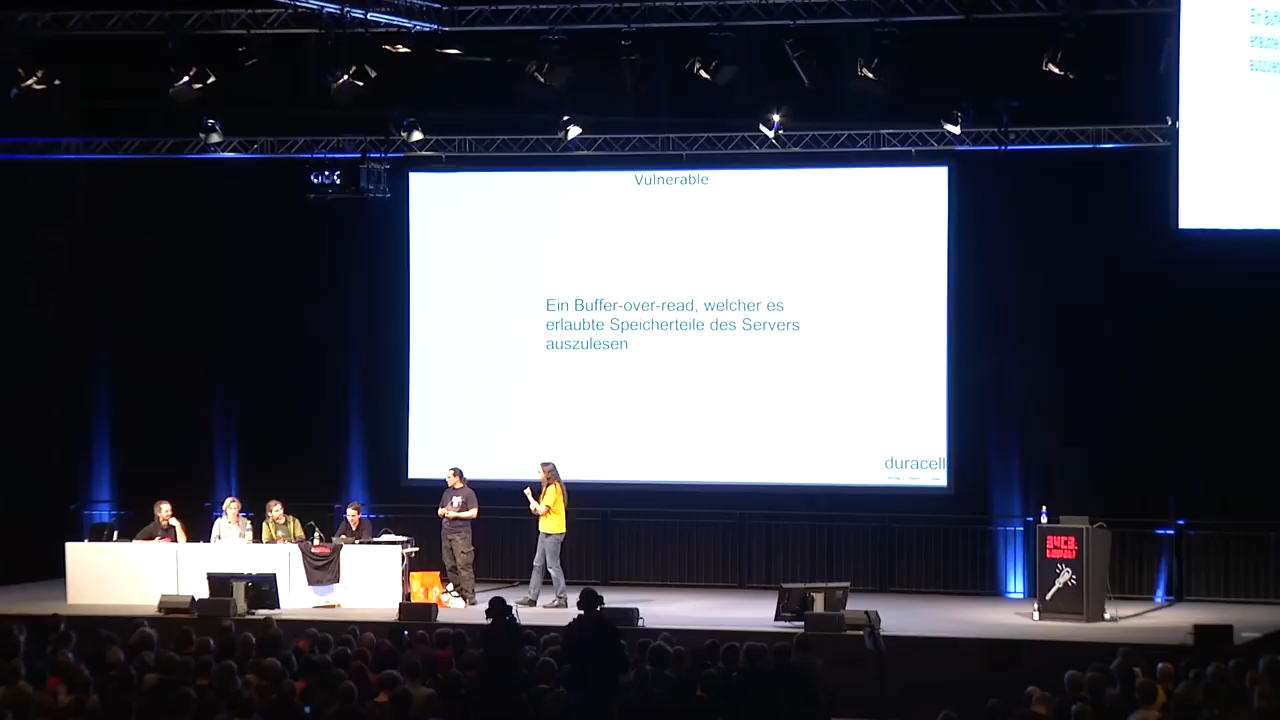 Vulnerable
Ein Buffer-over-read, welcher es
erlaubte Speicherteile des Servers
auszulesen
duracell